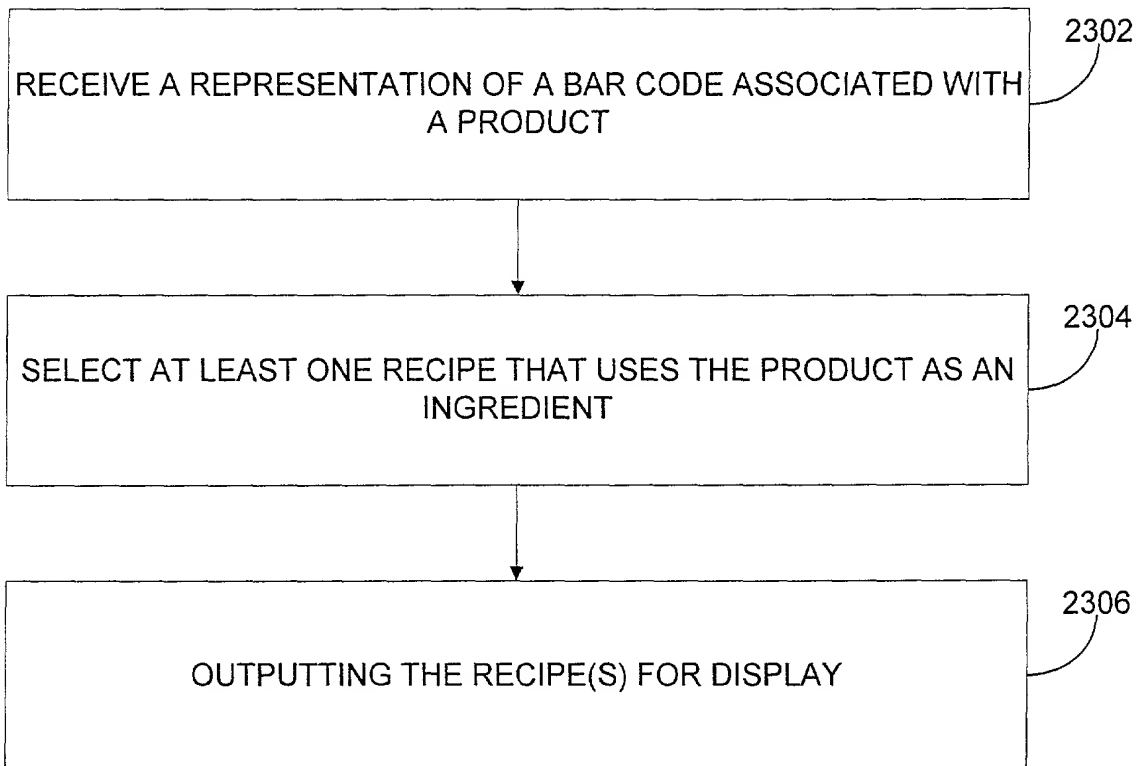 2302
RECEIVE A REPRESENTATION OF A BAR CODE ASSOCIATED WITH
A PRODUCT
2304
SELECT AT LEAST ONE RECIPE THAT USES THE PRODUCT AS AN
INGREDIENT
2306
OUTPUTTING THE RECIPE(S) FOR DISPLAY